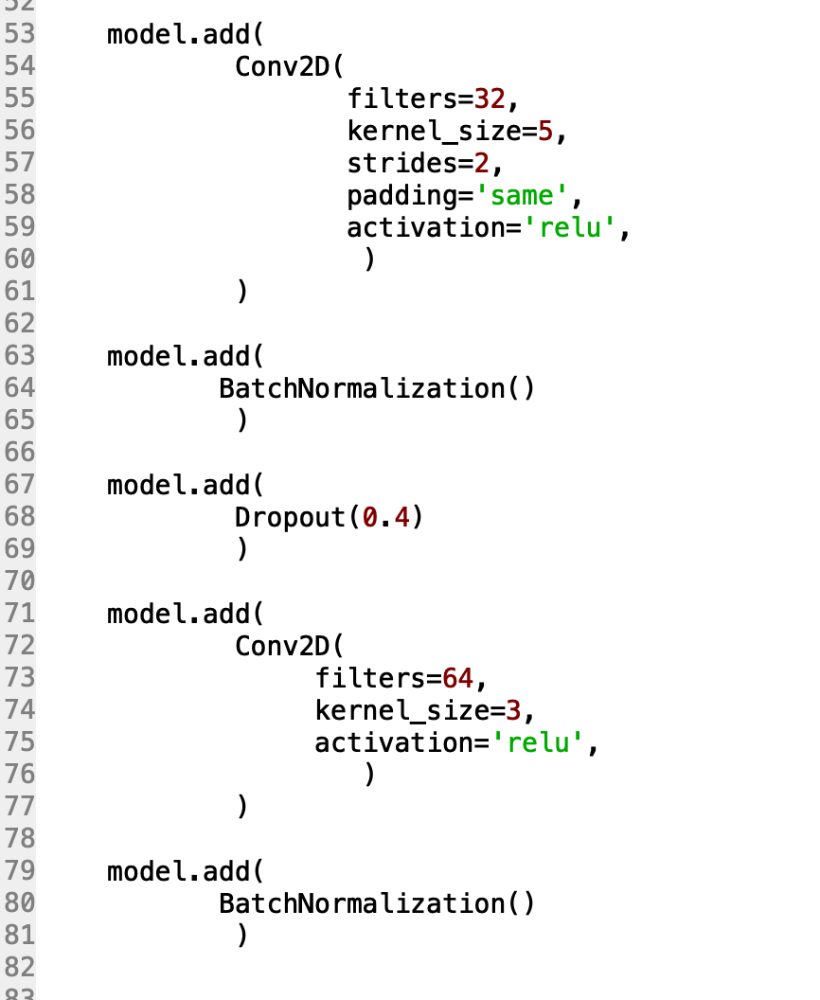 52
53 model.add(
54 Conv2D(
55 filters=32,
56 kernel_size=5,
57 strides=2,
58 padding='same',
59 activation='relu',
60 )
61 )
62
63 model.add(
64 BatchNormalization()
65 )
66
67 model.add(
68 Dropout(0.4)
69 )
70
71 model.add(
72 Conv2D(
73 filters=64,
74 kernel_size=3,
75 activation='relu',
76 )
77 )
78
79 model.add(
80 BatchNormalization()
81 )
82
83